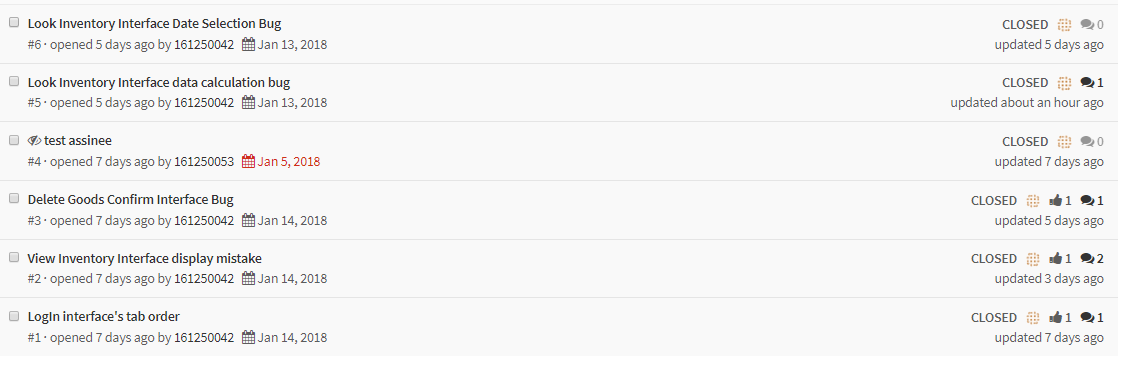 Look Inventory Interface Date Selection Bug CLOSED 0
#6 · opened 5 days ago by 161250042 Jan 13, 2018 updated 5 days ago
Look Inventory Interface data calculation bug CLOSED 1
#5 · opened 5 days ago by 161250042 Jan 13, 2018 updated about an hour ago
test assinee CLOSED 0
#4 · opened 7 days ago by 161250053 Jan 5, 2018 updated 7 days ago
Delete Goods Confirm Interface Bug CLOSED 1 1
#3 · opened 7 days ago by 161250042 Jan 14, 2018 updated 5 days ago
View Inventory Interface display mistake CLOSED 1 2
#2 · opened 7 days ago by 161250042 Jan 14, 2018 updated 3 days ago
LogIn interface's tab order CLOSED 1 1
#1 · opened 7 days ago by 161250042 Jan 14, 2018 updated 7 days ago